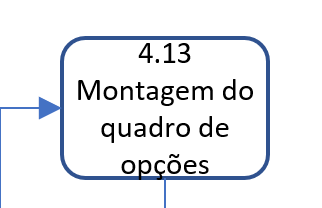 4.13
Montagem do
quadro de
opções